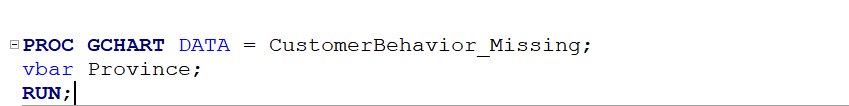 PROC GCHART DATA = CustomerBehavior_Missing;
vbar Province;
RUN;